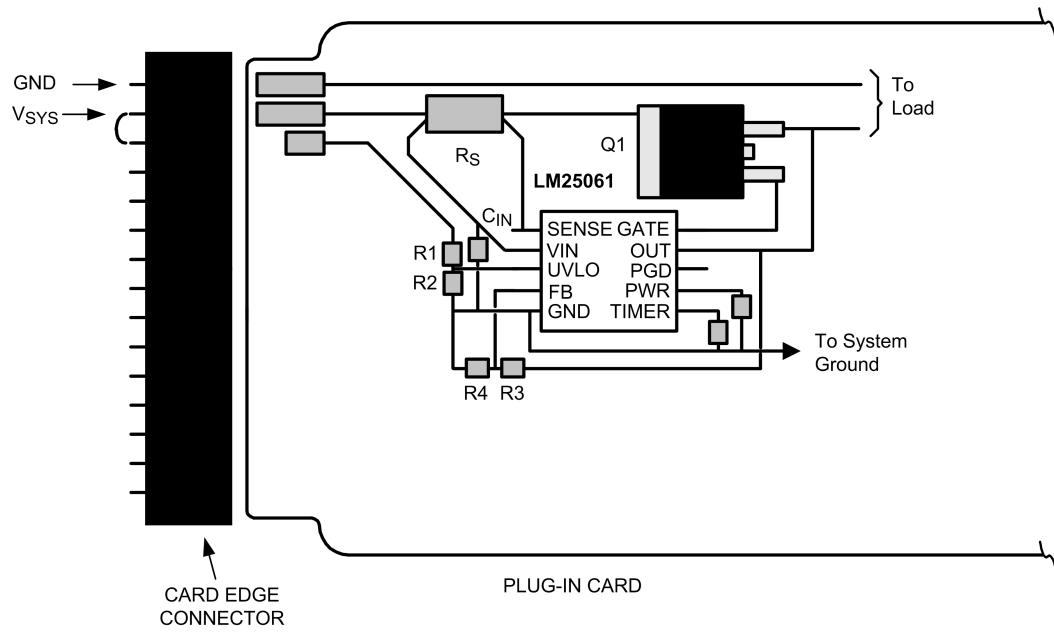 GND
VSYS
To
Load
Q1
RS
LM25061
CIN
SENSE GATE
VIN OUT
UVLO PGD
FB PWR
GND TIMER
R1
R2
To System
Ground
R4 R3
PLUG-IN CARD
CARD EDGE
CONNECTOR